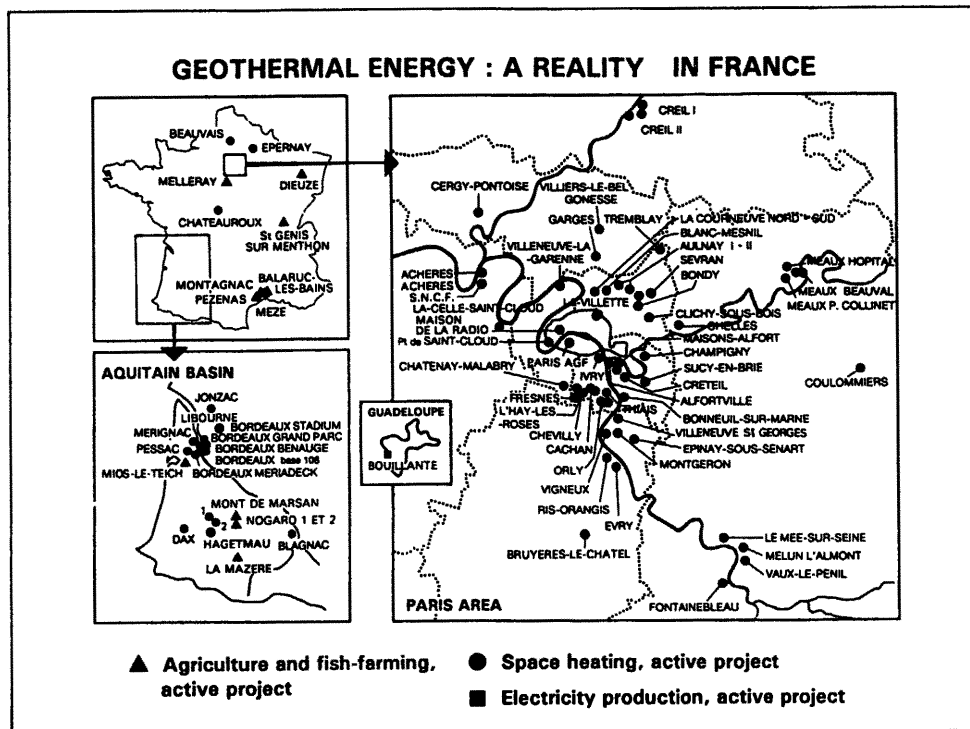 GEOTHERMAL ENERGY : A REALITY IN FRANCE
BEAUVAIS
EPERNAY
MELLERAY
DIEUZE
CHATEAUROUX
St GENIS
SUR MENTHON
MONTAGNAC
BALARUC-
LES-BAINS
PEZENAS
MEZE
AQUITAIN BASIN
JONZAC
LIBOURNE
BORDEAUX STADIUM
MERIGNAC
BORDEAUX GRAND PARC
PESSAC
BORDEAUX BENAUGE
BORDEAUX base 106
MIOS-LE-TEICH
BORDEAUX MERIADECK
MONT DE MARSAN
1
2
NOGARO 1 ET 2
DAX
HAGETMAU
BLAGNAC
LA MAZERE
GUADELOUPE
BOUILLANTE
CREIL I
CREIL II
CERGY-PONTOISE
VILLIERS-LE-BEL
GONESSE
GARGES
TREMBLAY
LA COURNEUVE NORD - SUD
BLANC-MESNIL
VILLENEUVE-LA
-GARENNE
AULNAY I - II
SEVRAN
BONDY
MEAUX HOPITAL
ACHERES
ACHERES
S.N.C.F.
MEAUX BEAUVAL
MEAUX P. COLLINET
LA VILLETTE
LA-CELLE-SAINT-CLOUD
CLICHY-SOUS-BOIS
CHELLES
MAISON
DE LA RADIO
MAISONS-ALFORT
Pt de SAINT-CLOUD
PARIS AGF
CHAMPIGNY
CHATENAY-MALABRY
IVRY
SUCY-EN-BRIE
COULOMMIERS
CRETEIL
FRESNES
ALFORTVILLE
L'HAY-LES
-ROSES
THIAIS
BONNEUIL-SUR-MARNE
CHEVILLY
VILLENEUVE St GEORGES
CACHAN
EPINAY-SOUS-SENART
ORLY
MONTGERON
VIGNEUX
RIS-ORANGIS
EVRY
BRUYERES-LE-CHATEL
LE MEE-SUR-SEINE
MELUN L'ALMONT
VAUX-LE-PENIL
FONTAINEBLEAU
PARIS AREA
▲ Agriculture and fish-farming,
active project
● Space heating, active project
■ Electricity production, active project